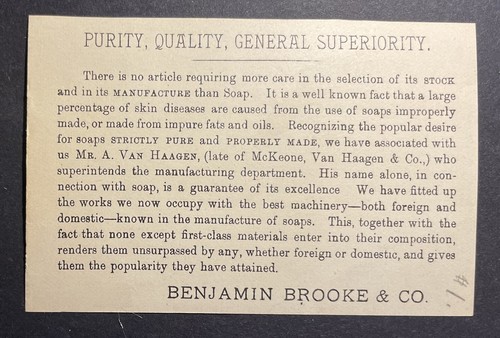 PURITY, QUALITY, GENERAL SUPERIORITY.
There is no article requiring more care in the selection of its STOCK
and in its MANUFACTURE than Soap. It is a well known fact that a large
percentage of skin diseases are caused from the use of soaps improperly
made, or made from impure fats and oils. Recognizing the popular desire
for soaps STRICTLY PURE and PROPERLY MADE, we have associated with
us MR. A. VAN HAAGEN, (late of McKeone, Van Haagen & Co.,) who
superintends the manufacturing department. His name alone, in con-
nection with soap, is a guarantee of its excellence We have fitted up
the works we now occupy with the best machinery—both foreign and
domestic—known in the manufacture of soaps. This, together with the
fact that none except first-class materials enter into their composition,
renders them unsurpassed by any, whether foreign or domestic, and gives
them the popularity they have attained.
BENJAMIN BROOKE & CO.
#1.